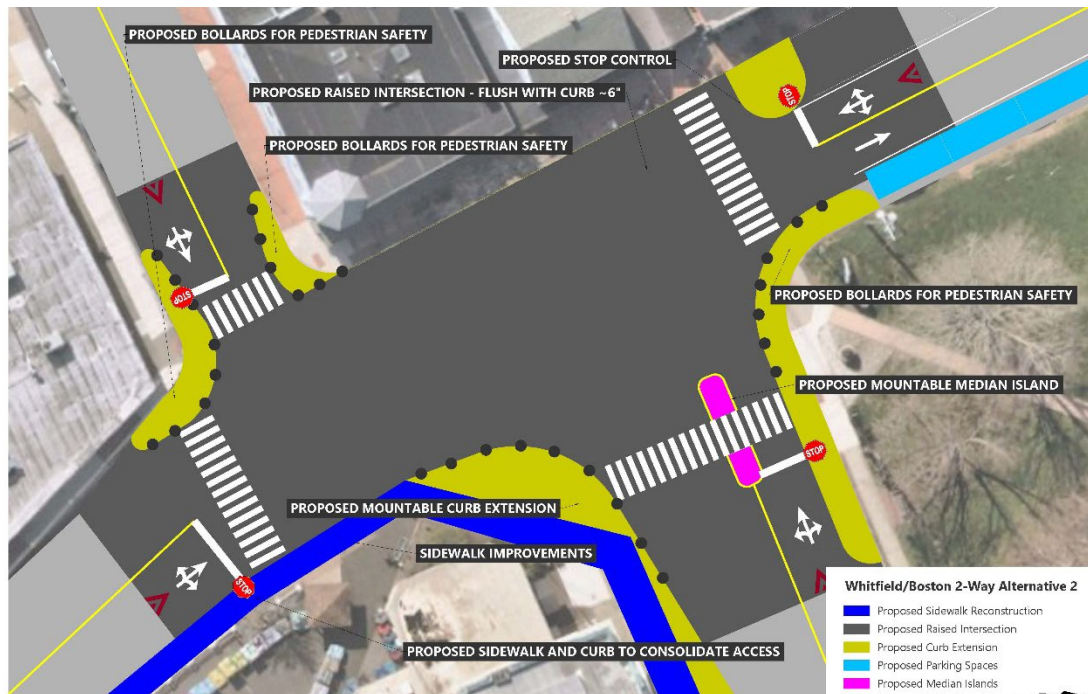 PROPOSED BOLLARDS FOR PEDESTRIAN SAFETY
PROPOSED STOP CONTROL
PROPOSED RAISED INTERSECTION - FLUSH WITH CURB ~6"
PROPOSED BOLLARDS FOR PEDESTRIAN SAFETY
STOP
STOP
PROPOSED BOLLARDS FOR PEDESTRIAN SAFETY
PROPOSED MOUNTABLE MEDIAN ISLAND
STOP
PROPOSED MOUNTABLE CURB EXTENSION
SIDEWALK IMPROVEMENTS
STOP
PROPOSED SIDEWALK AND CURB TO CONSOLIDATE ACCESS
Whitfield/Boston 2-Way Alternative 2
Proposed Sidewalk Reconstruction
Proposed Raised Intersection
Proposed Curb Extension
Proposed Parking Spaces
Proposed Median Islands